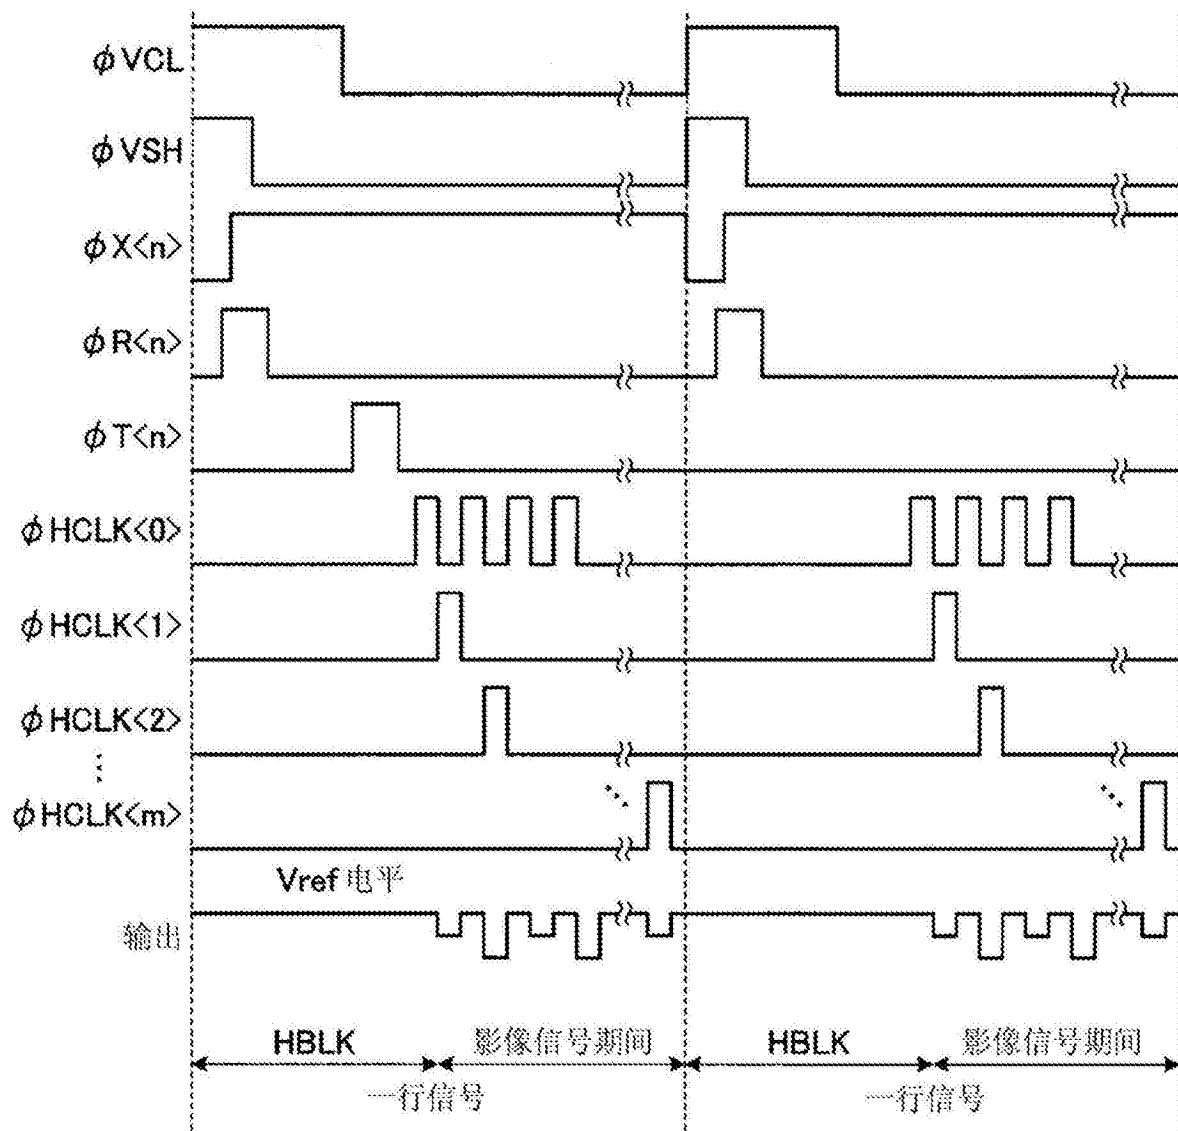 ϕVCL
ϕVSH
ϕX<n>
ϕR<n>
ϕT<n>
ϕHCLK<0>
ϕHCLK<1>
ϕHCLK<2>
⋮
ϕHCLK<m>
Vref 电平
输出
HBLK 影像信号期间 HBLK 影像信号期间
一行信号 一行信号